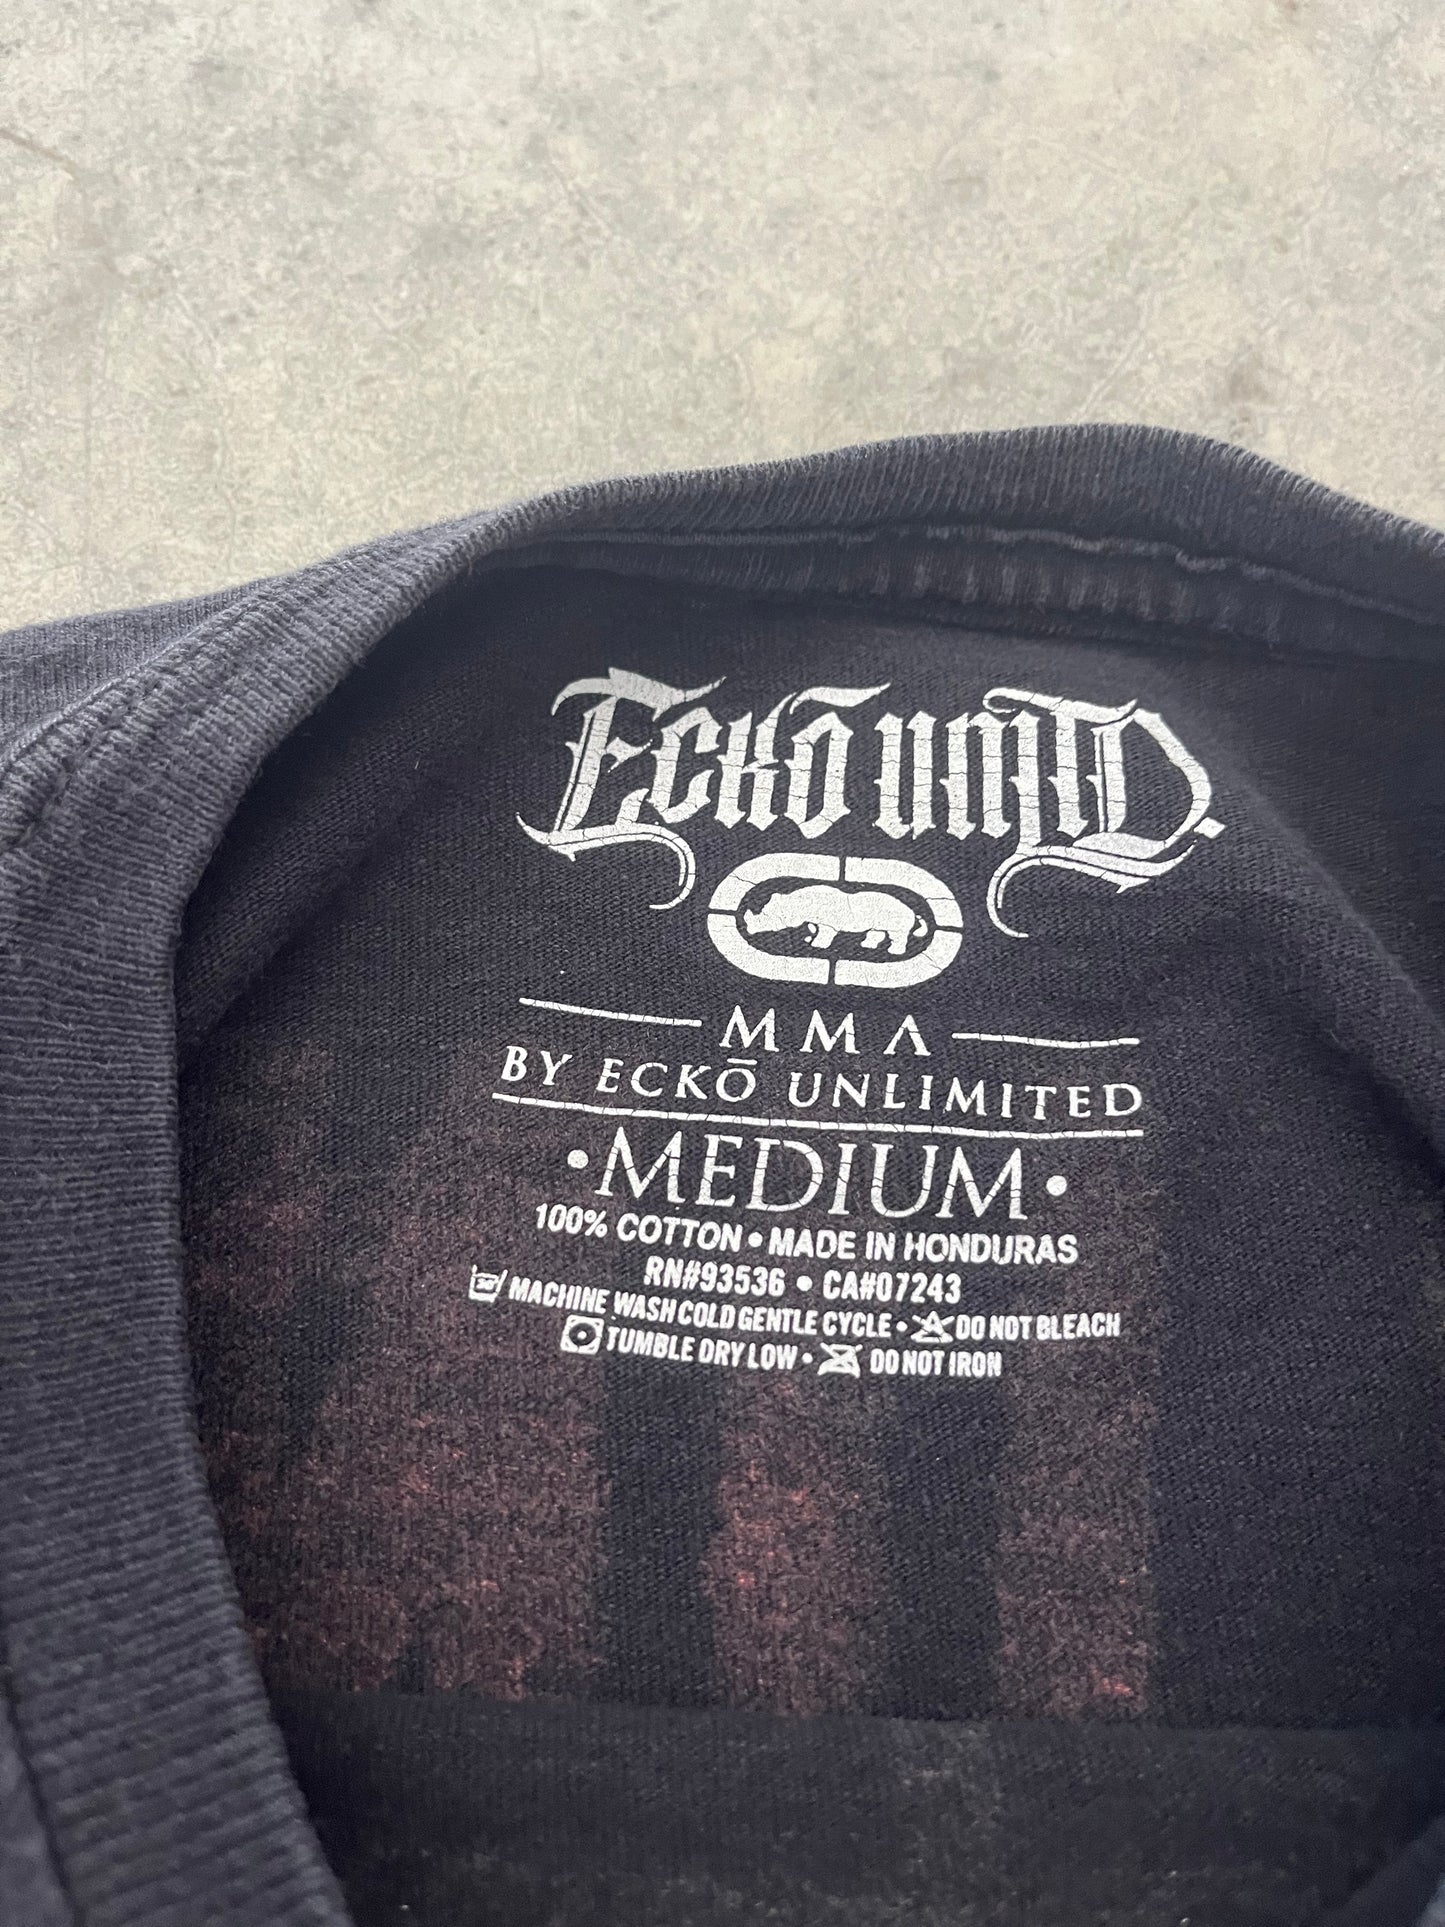 Eckō Unltd.
MMA
BY ECKŌ UNLIMITED
•MEDIUM•
100% COTTON • MADE IN HONDURAS
RN#93536 • CA#07243
MACHINE WASH COLD GENTLE CYCLE • DO NOT BLEACH
TUMBLE DRY LOW • DO NOT IRON